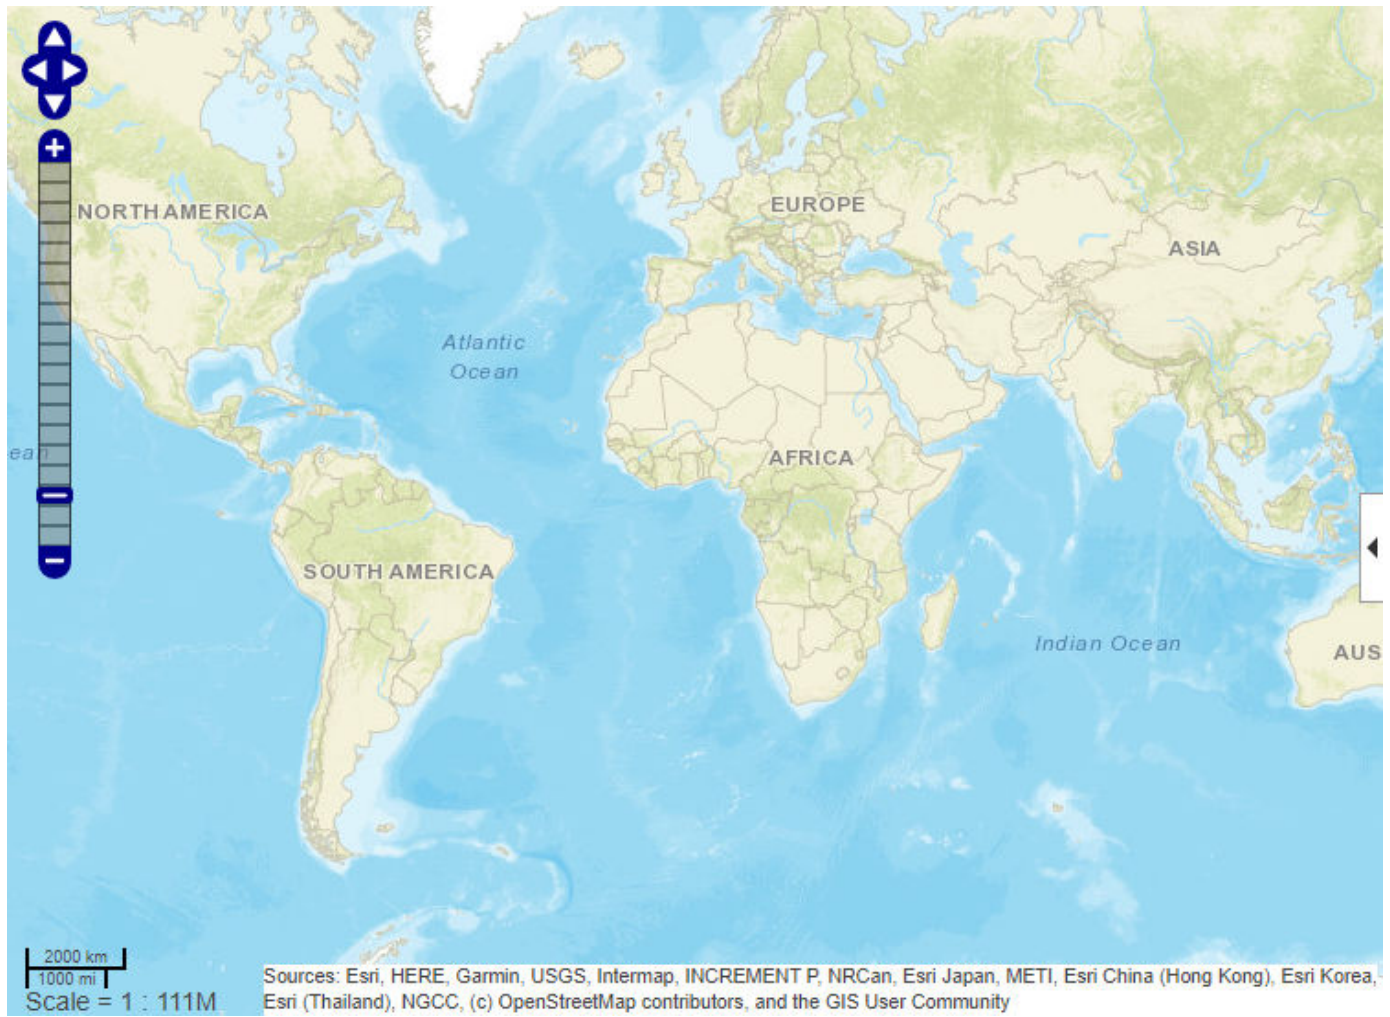 NORTH AMERICA
EUROPE
ASIA
Atlantic
Ocean
ean
AFRICA
SOUTH AMERICA
Indian Ocean
AUS
2000 km
1000 mi
Scale = 1 : 111M
Sources: Esri, HERE, Garmin, USGS, Intermap, INCREMENT P, NRCan, Esri Japan, METI, Esri China (Hong Kong), Esri Korea,
Esri (Thailand), NGCC, (c) OpenStreetMap contributors, and the GIS User Community